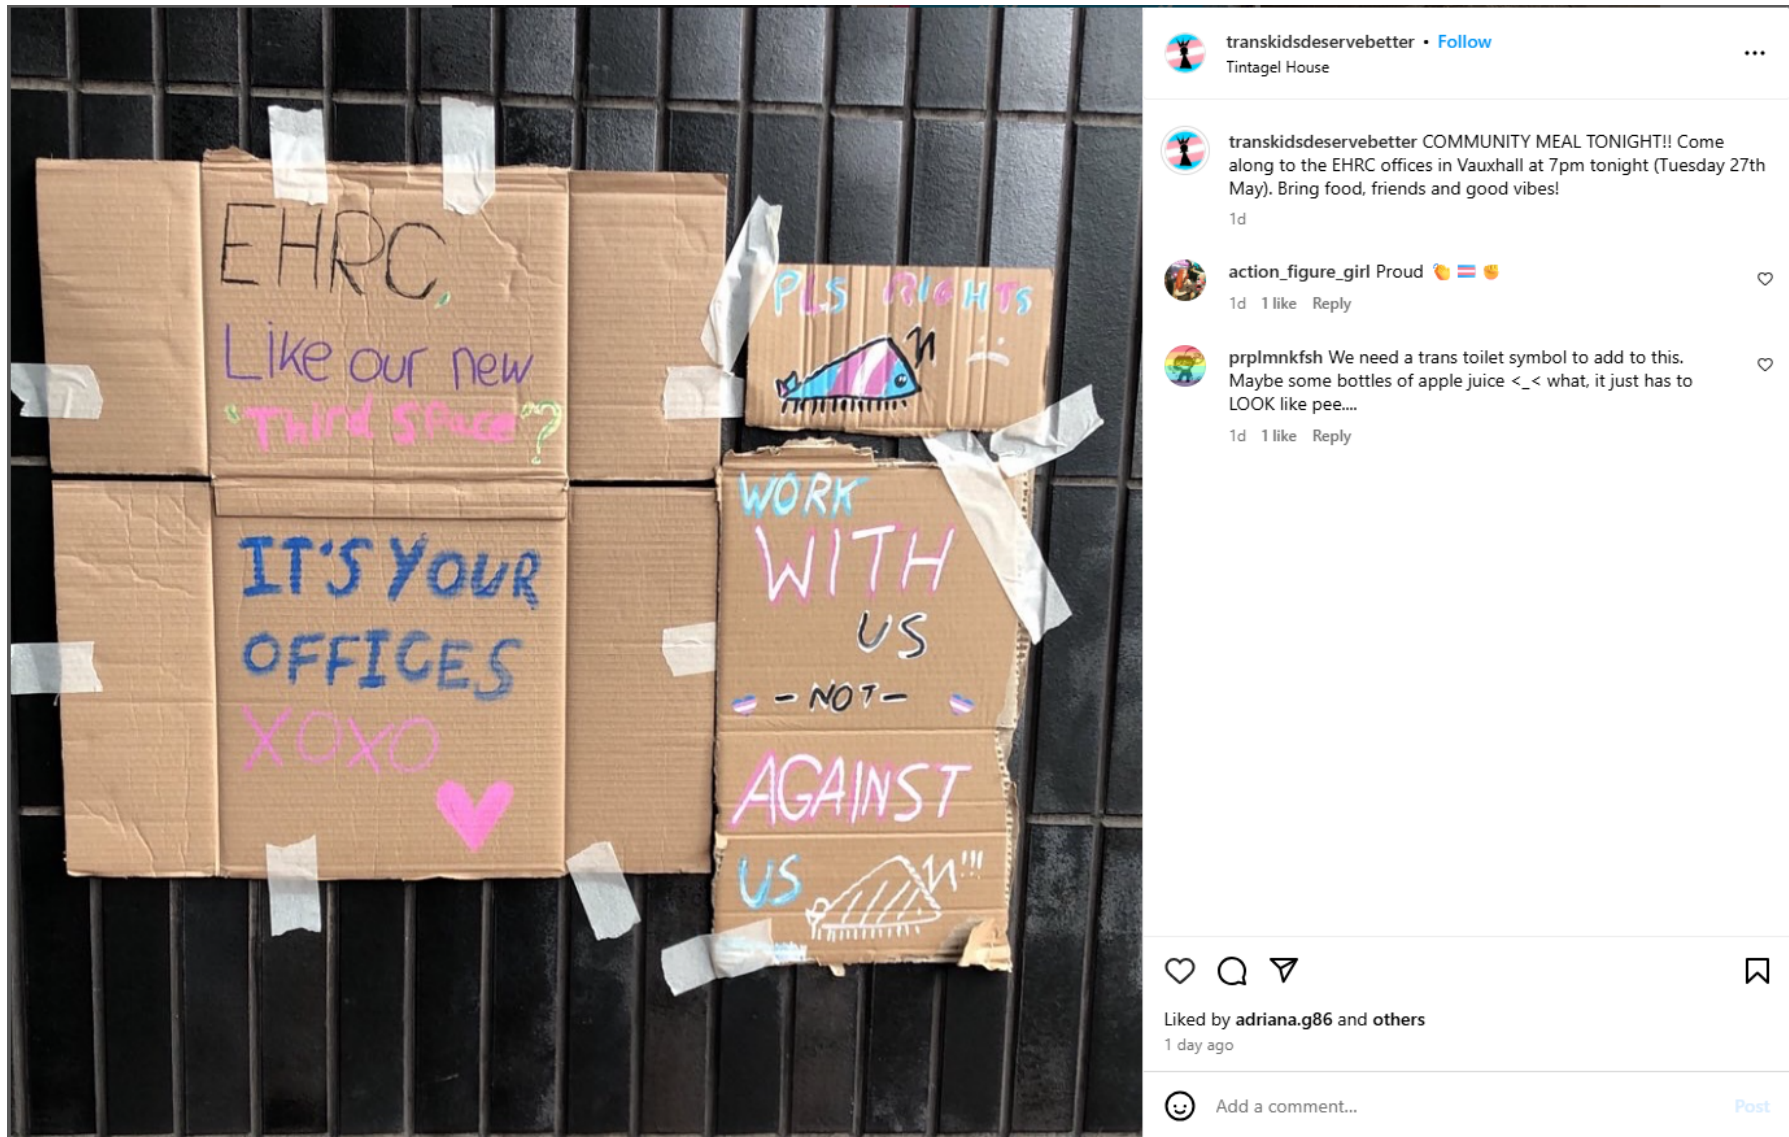 EHRC,
Like our new
"Third Space"?
IT'S YOUR
OFFICES
XOXO
PLS RIGHTS
WORK
WITH
US
-NOT-
AGAINST
US !!!
transkidsdeservebetter • Follow
Tintagel House
transkidsdeservebetter COMMUNITY MEAL TONIGHT!! Come
along to the EHRC offices in Vauxhall at 7pm tonight (Tuesday 27th
May). Bring food, friends and good vibes!
1d
action_figure_girl Proud
1d 1 like Reply
prplmnkfsh We need a trans toilet symbol to add to this.
Maybe some bottles of apple juice <_< what, it just has to
LOOK like pee....
1d 1 like Reply
Liked by adriana.g86 and others
1 day ago
Add a comment...
Post